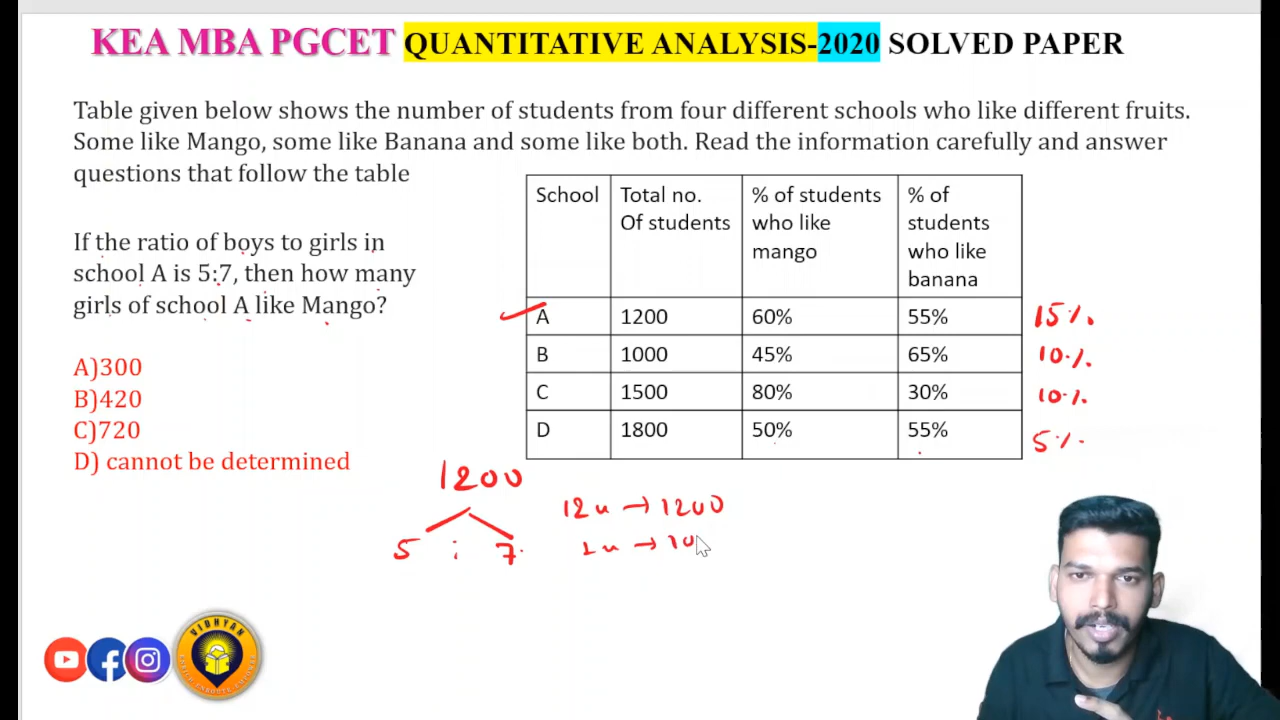 KEA MBA PGCET QUANTITATIVE ANALYSIS-2020 SOLVED PAPER
Table given below shows the number of students from four different schools who like different fruits.
Some like Mango, some like Banana and some like both. Read the information carefully and answer
questions that follow the table
If the ratio of boys to girls in
school A is 5:7, then how many
girls of school A like Mango?
A)300
B)420
C)720
D) cannot be determined
School
Total no.
Of students
% of students
who like
mango
% of
students
who like
banana
A 1200 60% 55% 15%
B 1000 45% 65% 10%
C 1500 80% 30% 10%
D 1800 50% 55% 5%
1200
5 : 7
12u → 1200
1u → 10
VIDHYAN